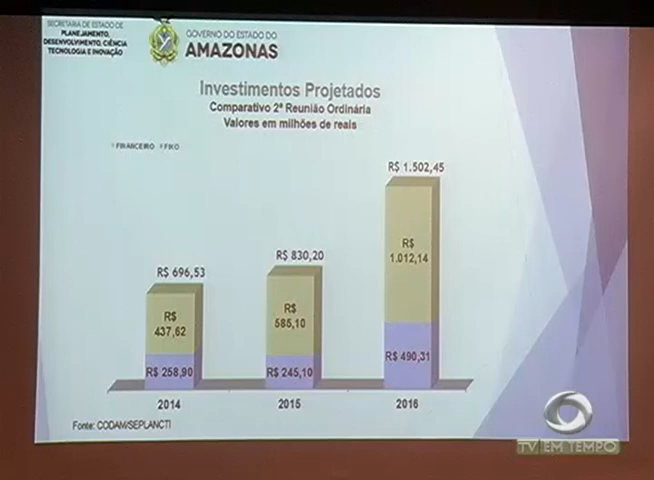 SECRETARIA DE ESTADO DE
PLANEJAMENTO,
DESENVOLVIMENTO, CIÊNCIA
TECNOLOGIA E INOVAÇÃO
GOVERNO DO ESTADO DO
AMAZONAS
Investimentos Projetados
Comparativo 2ª Reunião Ordinária
Valores em milhões de reais
FINANCEIRO FIXO
R$ 1.502,45
R$ 830,20
R$ 696,53
R$
1.012,14
R$
585,10
R$
437,62
R$ 258,90
R$ 245,10
R$ 490,31
2014
2015
2016
Fonte: CODAM/SEPLANCTI
TV EM TEMPO